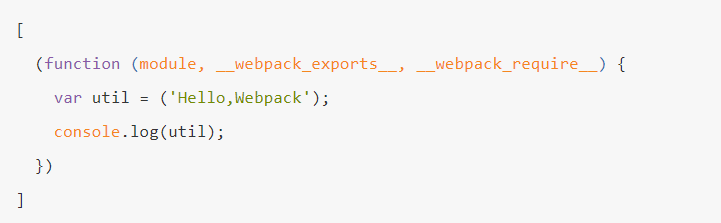 [
(function (module, __webpack_exports__, __webpack_require__) {
var util = ('Hello,Webpack');
console.log(util);
})
]